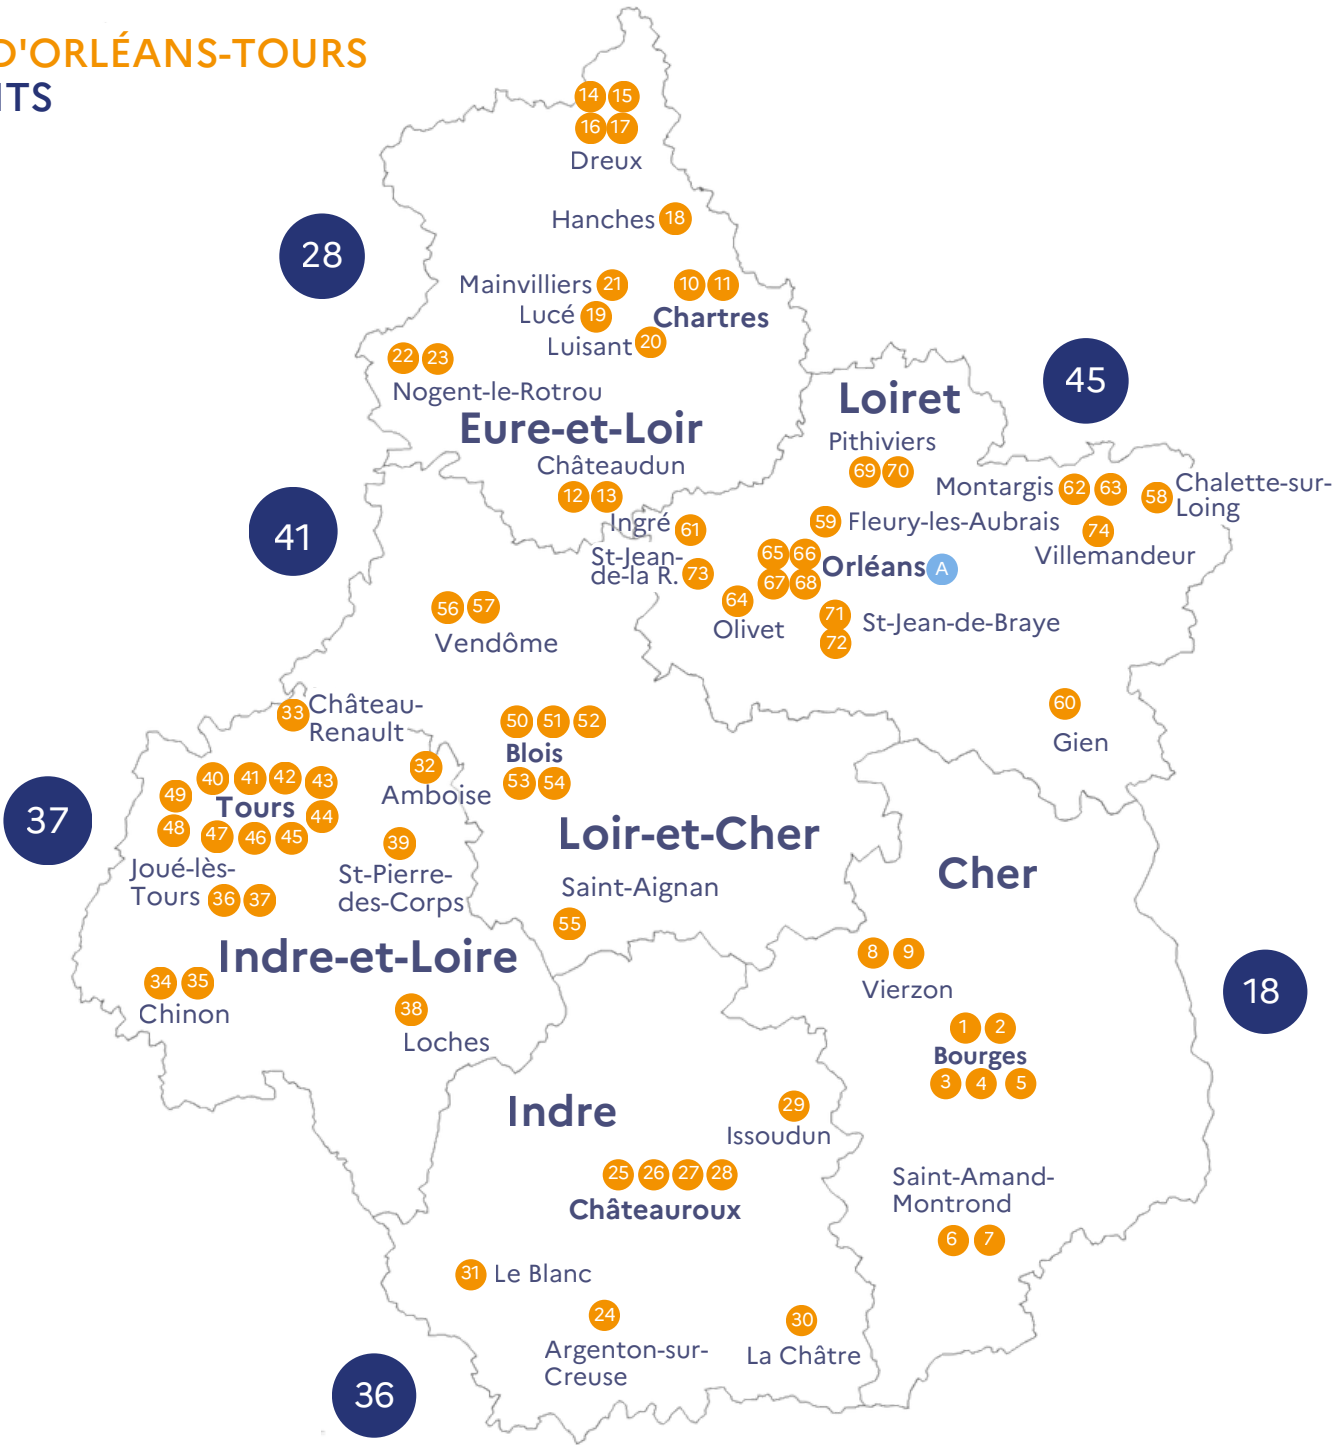 D'ORLÉANS-TOURS
ITS
14 15
16 17
Dreux
Hanches 18
28
Mainvilliers 21
10 11
Lucé 19
Chartres
Luisant 20
22 23
Nogent-le-Rotrou
Eure-et-Loir
Châteaudun
12 13
45
Loiret
Pithiviers
69 70
Montargis 62 63
58 Chalette-sur-
Loing
74
Villemandeur
59 Fleury-les-Aubrais
Ingré 61
St-Jean-
de-la R. 73
65 66
Orléans A
67 68
64
Olivet
71
72
St-Jean-de-Braye
60
Gien
41
56 57
Vendôme
50 51 52
Blois
53 54
Loir-et-Cher
Saint-Aignan
55
33 Château-
Renault
32
Amboise
37
40 41 42 43
49
Tours
44
48 47 46 45
Joué-lès-
Tours 36 37
39
St-Pierre-
des-Corps
Indre-et-Loire
34 35
Chinon
38
Loches
Cher
8 9
Vierzon
18
1 2
Bourges
3 4 5
Saint-Amand-
Montrond
6 7
Indre
29
Issoudun
25 26 27 28
Châteauroux
31 Le Blanc
24
Argenton-sur-
Creuse
30
La Châtre
36